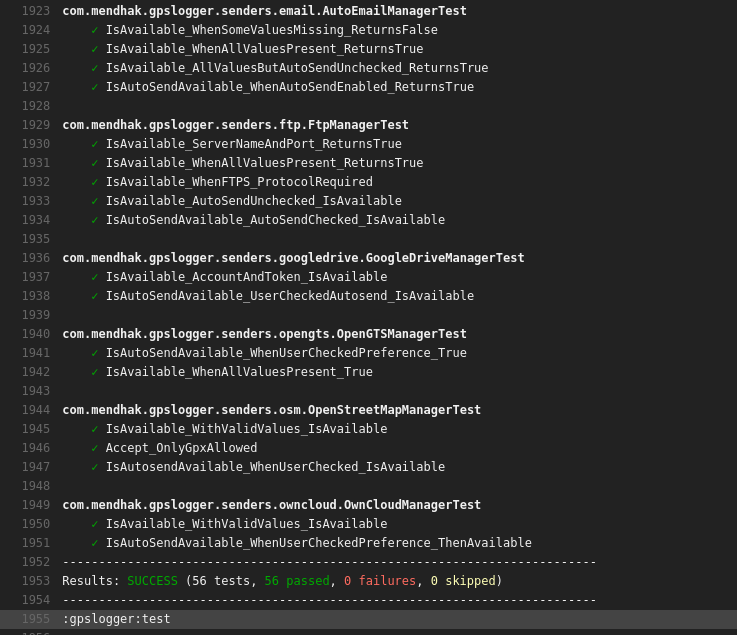 1923 com.mendhak.gpslogger.senders.email.AutoEmailManagerTest
1924 ✓ IsAvailable_WhenSomeValuesMissing_ReturnsFalse
1925 ✓ IsAvailable_WhenAllValuesPresent_ReturnsTrue
1926 ✓ IsAvailable_AllValuesButAutoSendUnchecked_ReturnsTrue
1927 ✓ IsAutoSendAvailable_WhenAutoSendEnabled_ReturnsTrue
1928
1929 com.mendhak.gpslogger.senders.ftp.FtpManagerTest
1930 ✓ IsAvailable_ServerNameAndPort_ReturnsTrue
1931 ✓ IsAvailable_WhenAllValuesPresent_ReturnsTrue
1932 ✓ IsAvailable_WhenFTPS_ProtocolRequired
1933 ✓ IsAvailable_AutoSendUnchecked_IsAvailable
1934 ✓ IsAutoSendAvailable_AutoSendChecked_IsAvailable
1935
1936 com.mendhak.gpslogger.senders.googledrive.GoogleDriveManagerTest
1937 ✓ IsAvailable_AccountAndToken_IsAvailable
1938 ✓ IsAutoSendAvailable_UserCheckedAutosend_IsAvailable
1939
1940 com.mendhak.gpslogger.senders.opengts.OpenGTSManagerTest
1941 ✓ IsAutoSendAvailable_WhenUserCheckedPreference_True
1942 ✓ IsAvailable_WhenAllValuesPresent_True
1943
1944 com.mendhak.gpslogger.senders.osm.OpenStreetMapManagerTest
1945 ✓ IsAvailable_WithValidValues_IsAvailable
1946 ✓ Accept_OnlyGpxAllowed
1947 ✓ IsAutosendAvailable_WhenUserChecked_IsAvailable
1948
1949 com.mendhak.gpslogger.senders.owncloud.OwnCloudManagerTest
1950 ✓ IsAvailable_WithValidValues_IsAvailable
1951 ✓ IsAutoSendAvailable_WhenUserCheckedPreference_ThenAvailable
1952 --------------------------------------------------------------------------
1953 Results: SUCCESS (56 tests, 56 passed, 0 failures, 0 skipped)
1954 --------------------------------------------------------------------------
1955 :gpslogger:test